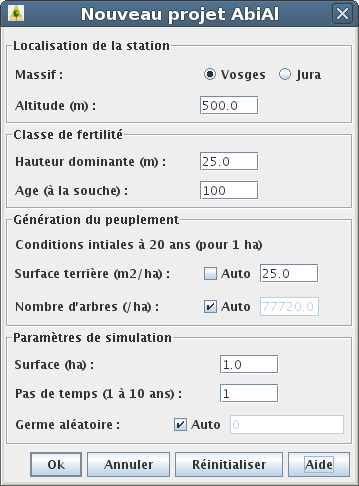 Nouveau projet AbiAl
Localisation de la station
Massif : Vosges Jura
Altitude (m) : 500.0
Classe de fertilité
Hauteur dominante (m) : 25.0
Age (à la souche) : 100
Génération du peuplement
Conditions intiales à 20 ans (pour 1 ha)
Surface terrière (m2/ha) : Auto 25.0
Nombre d'arbres (/ha) : Auto 77720.0
Paramètres de simulation
Surface (ha) : 1.0
Pas de temps (1 à 10 ans) : 1
Germe aléatoire : Auto 0
Ok Annuler Réinitialiser Aide